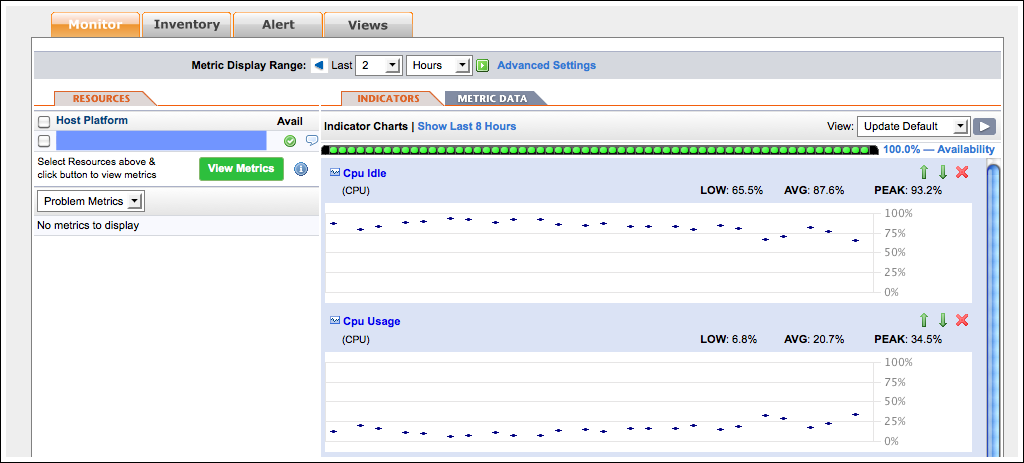 Monitor Inventory Alert Views
Metric Display Range: Last 2 Hours Advanced Settings
RESOURCES
INDICATORS METRIC DATA
Host Platform Avail
Indicator Charts | Show Last 8 Hours View: Update Default
100.0% — Availability
Select Resources above &
click button to view metrics
View Metrics
Problem Metrics
No metrics to display
Cpu Idle
(CPU) LOW: 65.5% AVG: 87.6% PEAK: 93.2%
100%
75%
50%
0%
Cpu Usage
(CPU) LOW: 6.8% AVG: 20.7% PEAK: 34.5%
100%
75%
50%
25%
0%